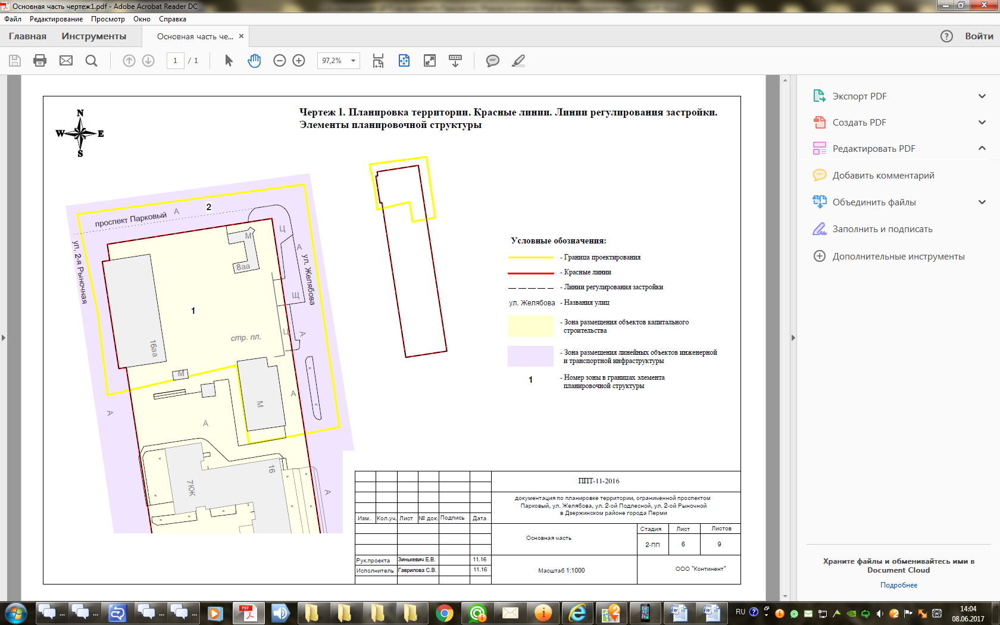 Основная часть чертеж1.pdf - Adobe Acrobat Reader DC
Файл Редактирование Просмотр Окно Справка
Главная Инструменты Основная часть че... × ? Войти
1 / 1 97,2%
N
W E
S
Чертеж 1. Планировка территории. Красные линии. Линии регулирования застройки.
Элементы планировочной структуры
2
А
проспект Парковый
ул. 2-я Рыночная
М
Ц
А
ул. Желябова
8аа
Щ
1
Ц
А
стр. пл.
16аа
М
А
М
А
А
16
7КЖ
А
Условные обозначения:
- Граница проектирования
- Красные линии
- Линии регулирования застройки
ул. Желябова - Названия улиц
- Зона размещения объектов капитального
строительства
- Зона размещения линейных объектов инженерной
и транспортной инфраструктуры
1 - Номер зоны в границах элемента
планировочной структуры
ППТ-11-2016
документация по планировке территории, ограниченной проспектом
Парковый, ул. Желябова, ул. 2-ой Подлесной, ул. 2-ой Рыночной
в Дзержинском районе города Перми
Изм. Кол.уч. Лист № док. Подпись Дата
Основная часть
Стадия Лист Листов
2-ПП 6 9
Рук.проекта Зинькевич Е.В. 11.16
Исполнитель Гаврилова С.В. 11.16
Масштаб 1:1000
ООО "Континент"
Экспорт PDF
Создать PDF
Редактировать PDF
Добавить комментарий
Объединить файлы
Заполнить и подписать
Дополнительные инструменты
Храните файлы и обменивайтесь ими в
Document Cloud
Подробнее
... ... ... ... PDF
RU 14:04
08.06.2017